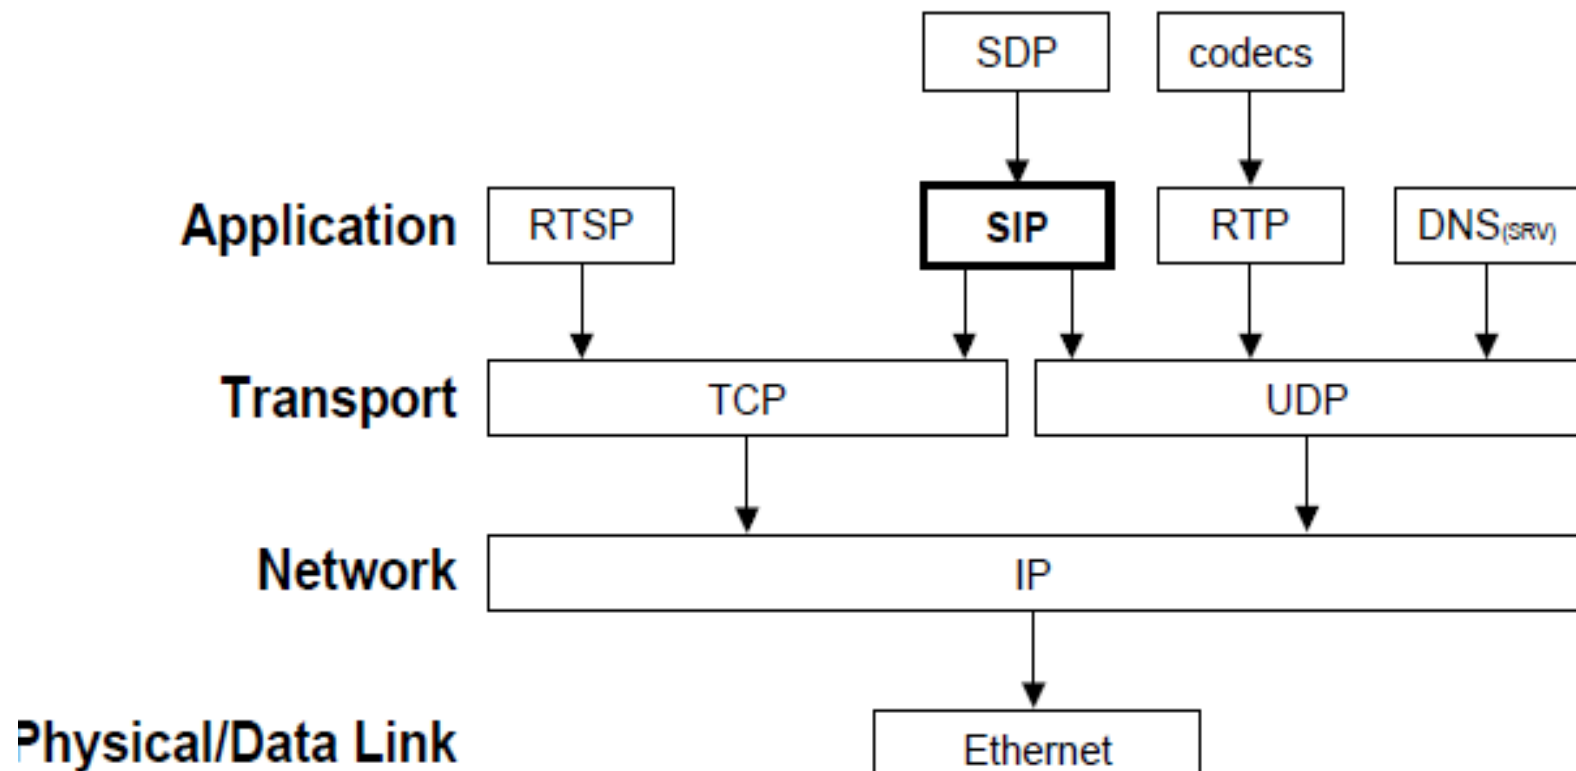 SDP codecs
Application RTSP SIP RTP DNS(SRV)
Transport TCP UDP
Network IP
Physical/Data Link Ethernet